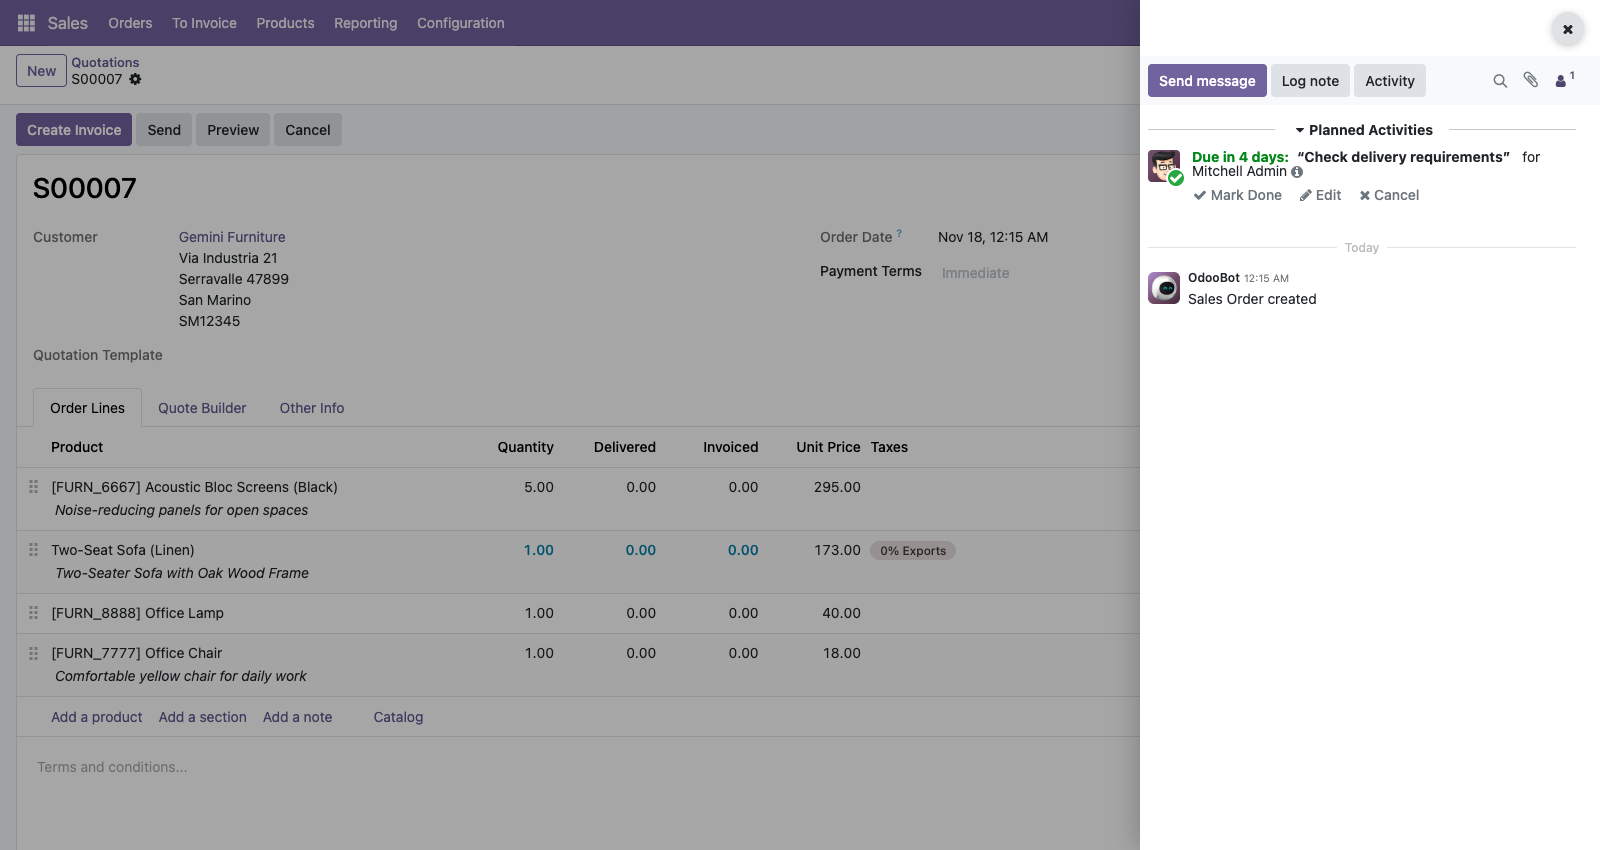 Sales Orders To Invoice Products Reporting Configuration
New
Quotations
S00007
Create Invoice Send Preview Cancel
S00007
Customer
Gemini Furniture
Via Industria 21
Serravalle 47899
San Marino
SM12345
Order Date ? Nov 18, 12:15 AM
Payment Terms Immediate
Quotation Template
Order Lines Quote Builder Other Info
Product Quantity Delivered Invoiced Unit Price Taxes
[FURN_6667] Acoustic Bloc Screens (Black) 5.00 0.00 0.00 295.00
Noise-reducing panels for open spaces
Two-Seat Sofa (Linen) 1.00 0.00 0.00 173.00 0% Exports
Two-Seater Sofa with Oak Wood Frame
[FURN_8888] Office Lamp 1.00 0.00 0.00 40.00
[FURN_7777] Office Chair 1.00 0.00 0.00 18.00
Comfortable yellow chair for daily work
Add a product Add a section Add a note Catalog
Terms and conditions...
Send message Log note Activity 1
Planned Activities
Due in 4 days: “Check delivery requirements” for
Mitchell Admin
Mark Done Edit Cancel
Today
OdooBot 12:15 AM
Sales Order created